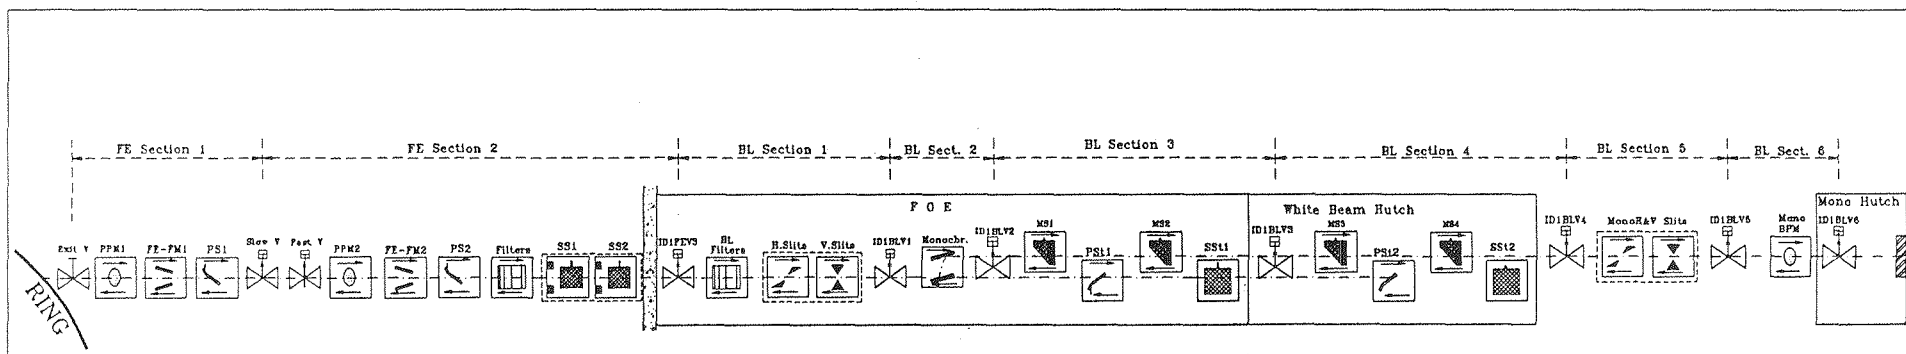 FE Section 1 FE Section 2 BL Section 1 BL Sect. 2 BL Section 3 BL Section 4 BL Section 5 BL Sect. 6
F O E
White Beam Hutch
Mono Hutch
Exit V PPM1 FE-FM1 PS1 Slow V Fast V PPM2 FE-FM2 PS2 Filters SS1 SS2
ID1FEV3 BL Filters H.Slits V.Slits ID1BLV1 Monochr. ID1BLV2 MS1 PSt1 MS2 SSt1
ID1BLV3 MS3 PSt2 MS4 SSt2
ID1BLV4 MonoH&V Slits ID1BLV5 Mono BPM ID1BLV6
RING